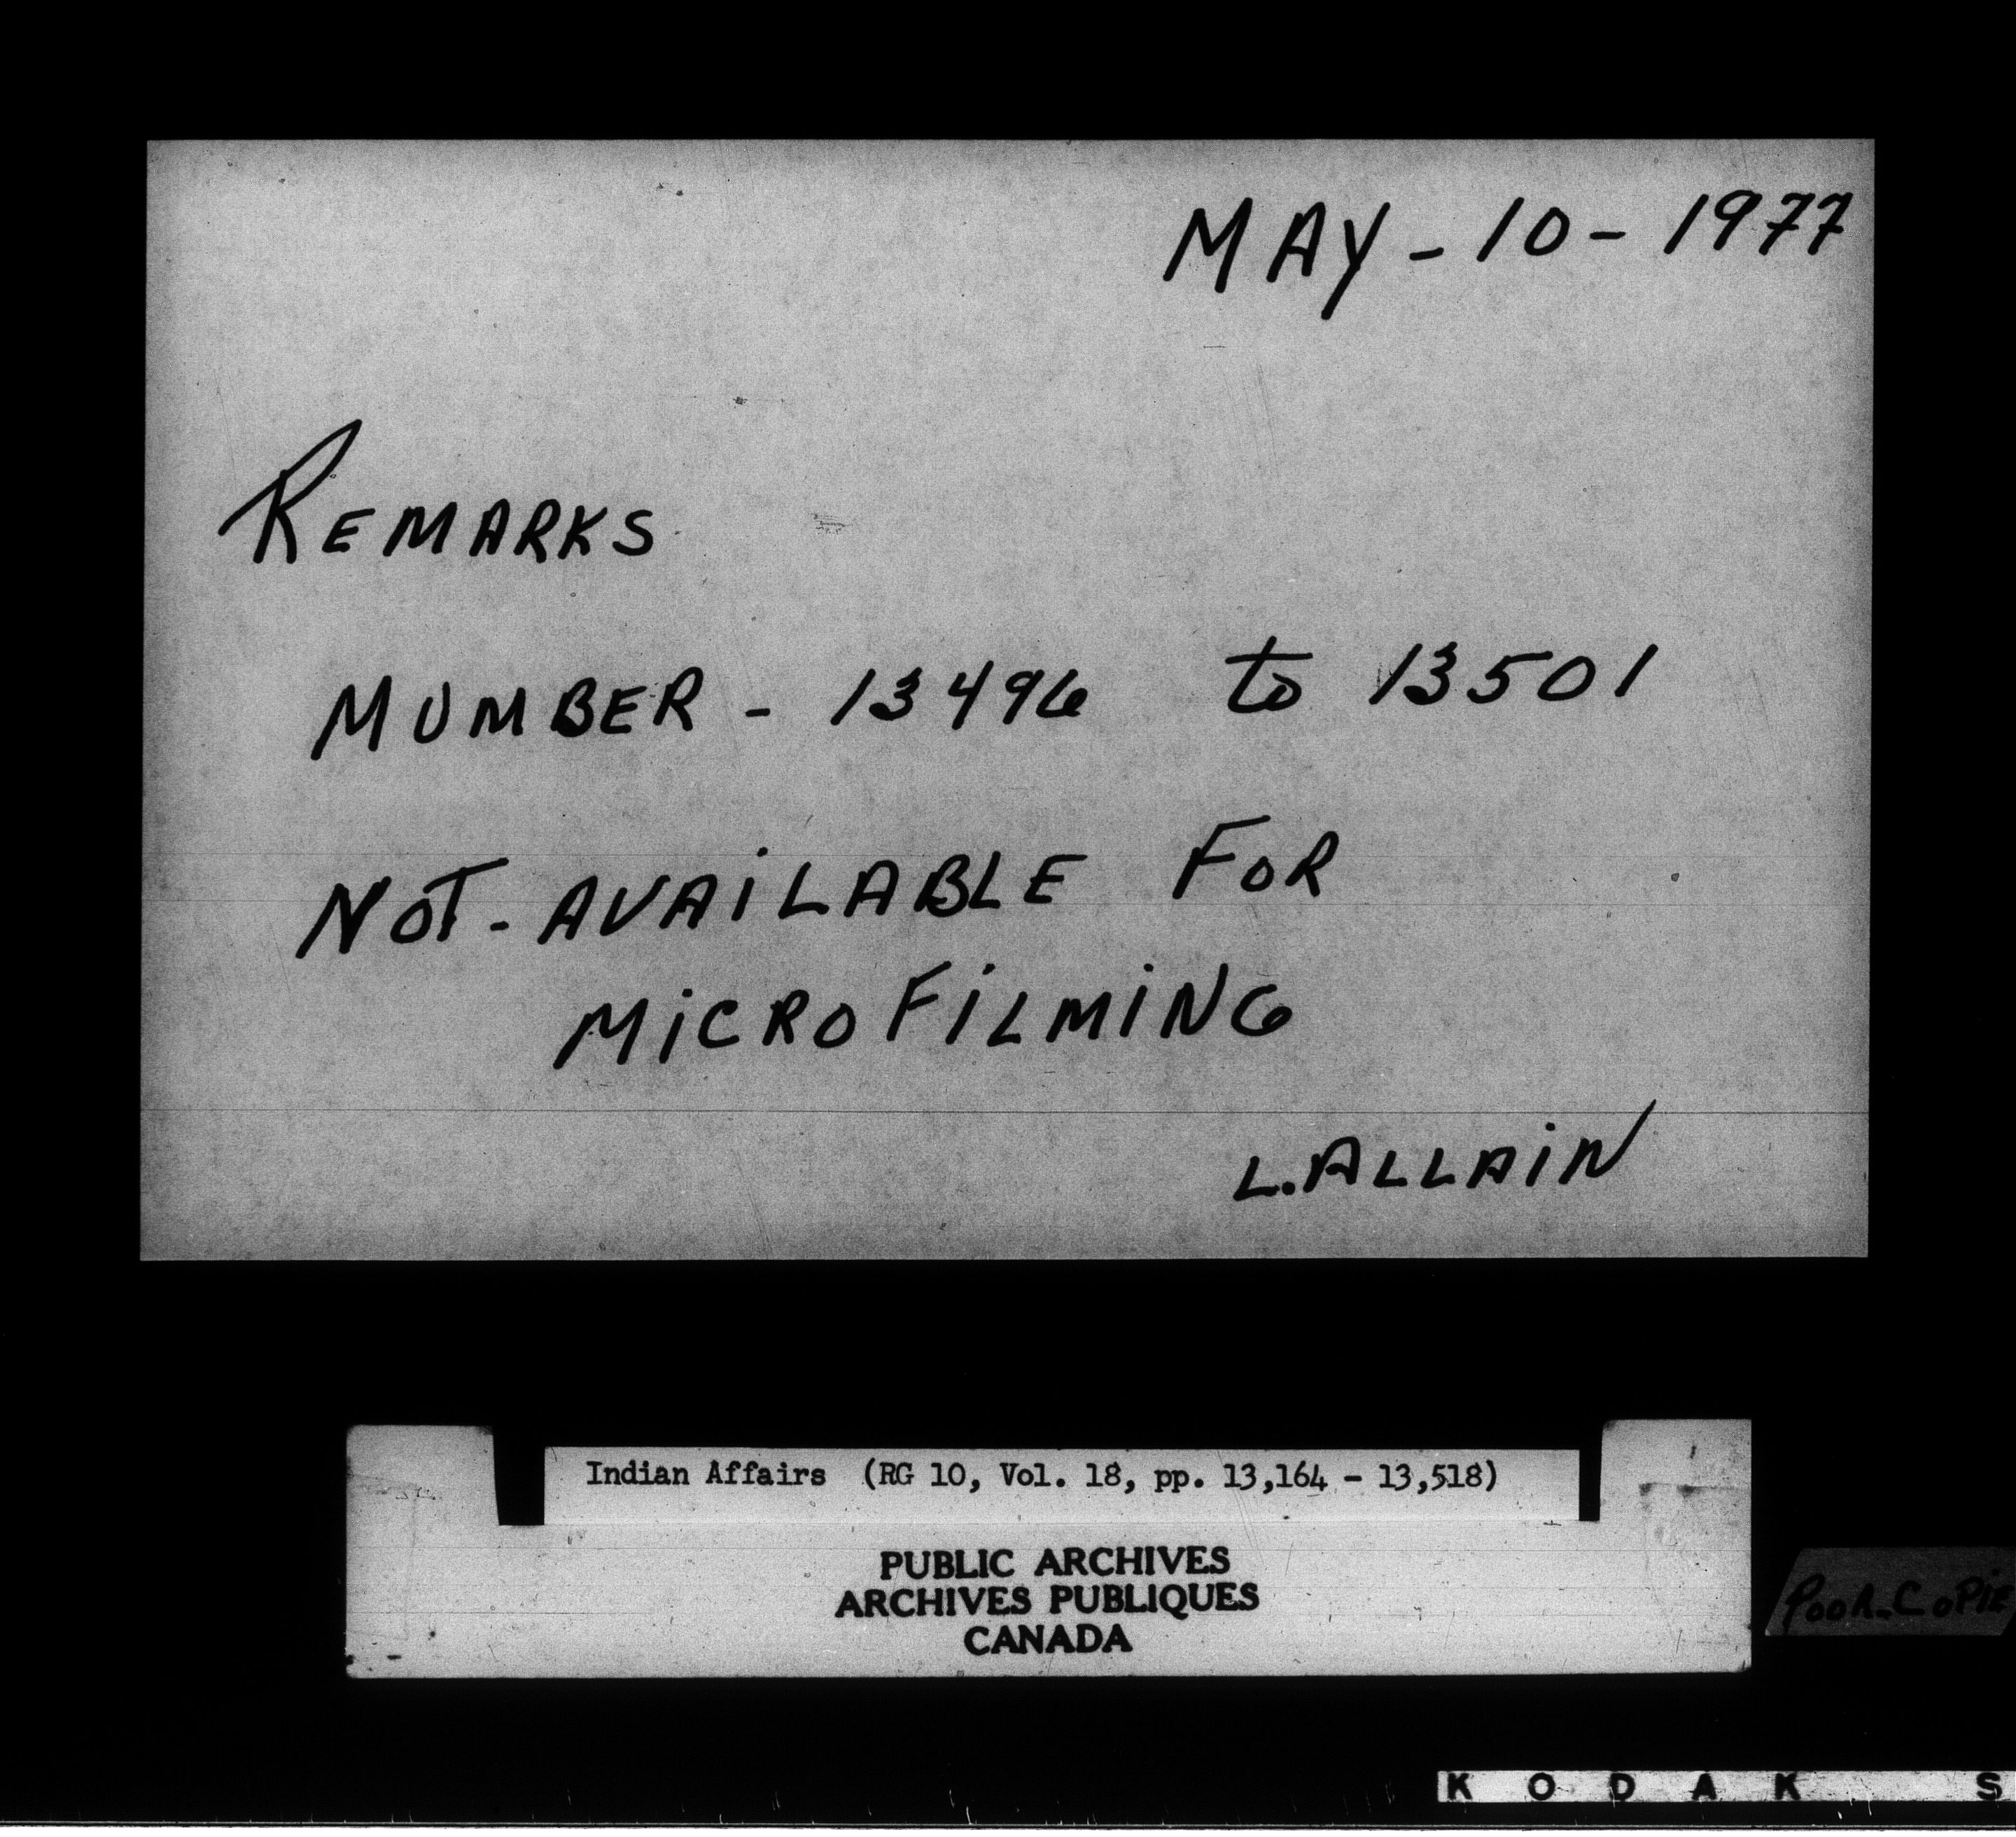 MAY - 10 - 1977
REMARKS
MUMBER - 13496 to 13501
NOT - AVAiLABLE FOR
MiCROFiLMiNG
L. ALLAiN
Indian Affairs (RG 10, Vol. 18, pp. 13,164 - 13,518)
PUBLIC ARCHIVES
ARCHIVES PUBLIQUES
CANADA
PooR-CoPiE
KODAK S